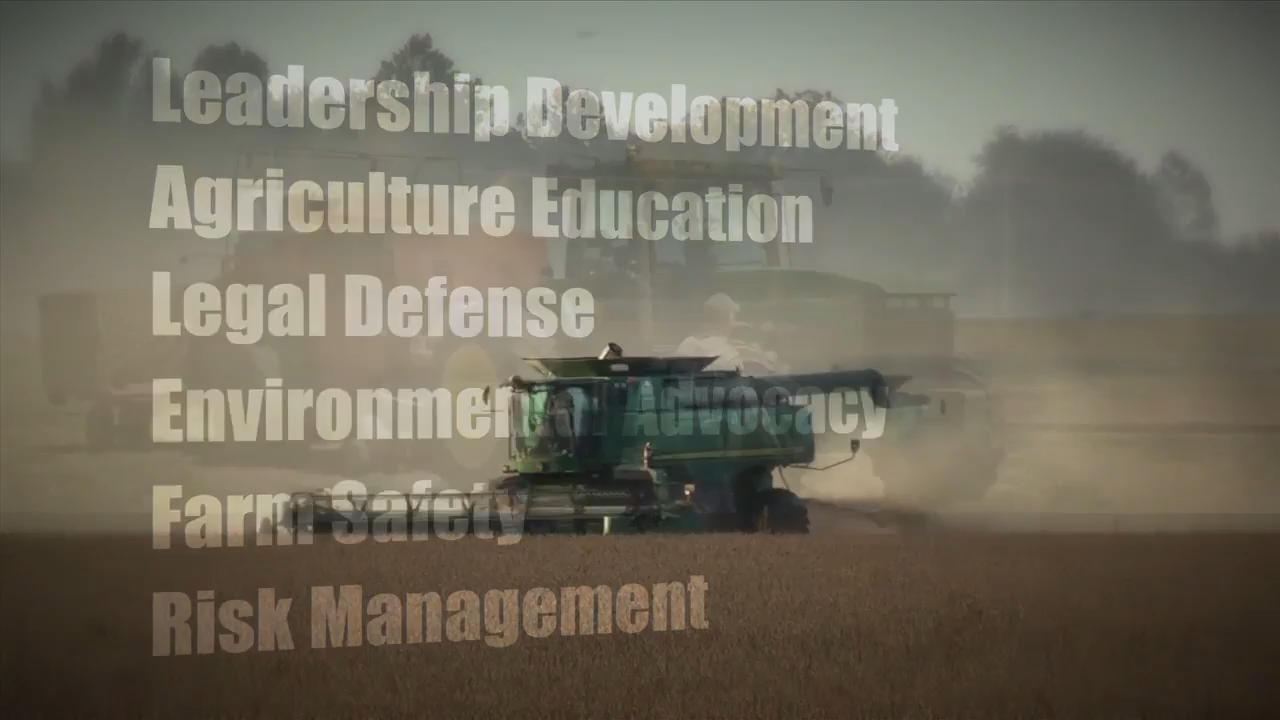 Leadership Development
Agriculture Education
Legal Defense
Environmental Advocacy
Farm Safety
Risk Management